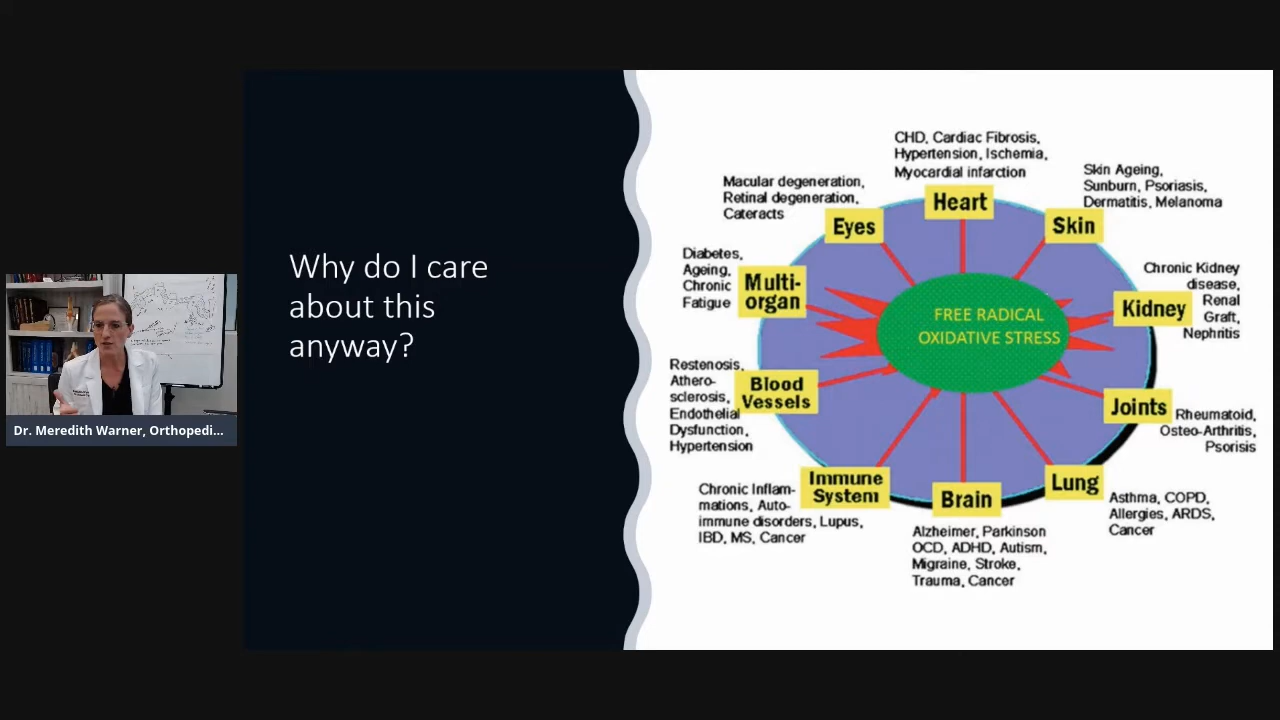 Why do I care
about this
anyway?
CHD, Cardiac Fibrosis,
Hypertension, Ischemia,
Myocardial infarction
Heart
Skin Ageing,
Sunburn, Psoriasis,
Dermatitis, Melanoma
Skin
Chronic Kidney
disease,
Renal
Graft,
Nephritis
Kidney
Joints
Rheumatoid,
Osteo-Arthritis,
Psorisis
Lung
Asthma, COPD,
Allergies, ARDS,
Cancer
Brain
Alzheimer, Parkinson
OCD, ADHD, Autism,
Migraine, Stroke,
Trauma, Cancer
Immune
System
Chronic Inflam-
mations, Auto-
immune disorders, Lupus,
IBD, MS, Cancer
Blood
Vessels
Restenosis,
Athero-
sclerosis,
Endothelial
Dysfunction,
Hypertension
Multi-
organ
Diabetes,
Ageing,
Chronic
Fatigue
Eyes
Macular degeneration,
Retinal degeneration,
Cataracts
FREE RADICAL
OXIDATIVE STRESS
Dr. Meredith Warner, Orthopedi...